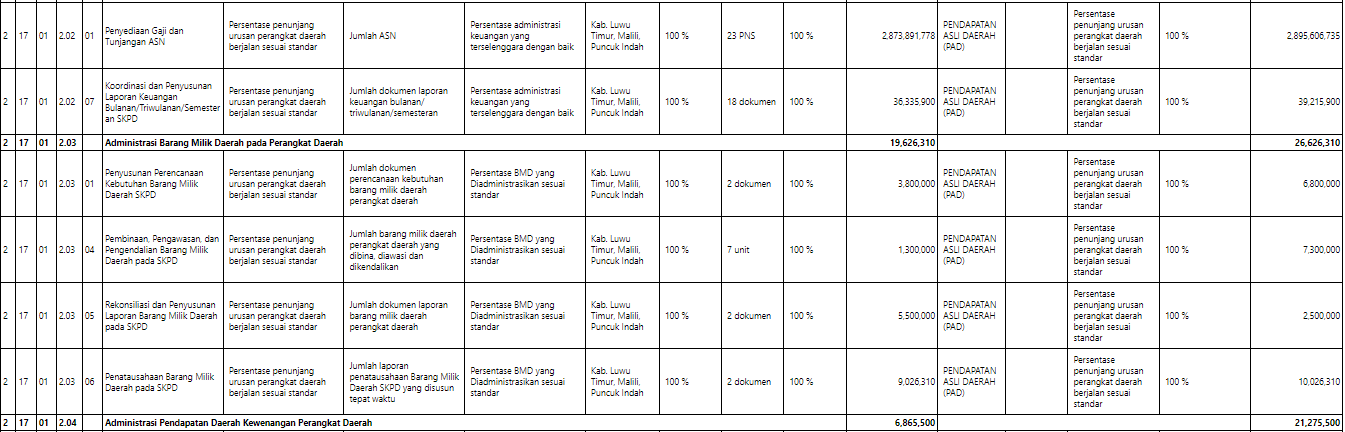 2 17 01 2.02 01 Penyediaan Gaji dan Tunjangan ASN Persentase penunjang urusan perangkat daerah berjalan sesuai standar Jumlah ASN Persentase administrasi keuangan yang terselenggara dengan baik Kab. Luwu Timur, Malili, Puncuk Indah 100 % 23 PNS 100 % 2,873,891,778 PENDAPATAN ASLI DAERAH (PAD) Persentase penunjang urusan perangkat daerah berjalan sesuai standar 100 % 2,895,606,735
2 17 01 2.02 07 Koordinasi dan Penyusunan Laporan Keuangan Bulanan/Triwulanan/Semesteran SKPD Persentase penunjang urusan perangkat daerah berjalan sesuai standar Jumlah dokumen laporan keuangan bulanan/ triwulanan/semesteran Persentase administrasi keuangan yang terselenggara dengan baik Kab. Luwu Timur, Malili, Puncuk Indah 100 % 18 dokumen 100 % 36,335,900 PENDAPATAN ASLI DAERAH (PAD) Persentase penunjang urusan perangkat daerah berjalan sesuai standar 100 % 39,215,900
2 17 01 2.03 Administrasi Barang Milik Daerah pada Perangkat Daerah 19,626,310 26,626,310
2 17 01 2.03 01 Penyusunan Perencanaan Kebutuhan Barang Milik Daerah SKPD Persentase penunjang urusan perangkat daerah berjalan sesuai standar Jumlah dokumen perencanaan kebutuhan barang milik daerah perangkat daerah Persentase BMD yang Diadministrasikan sesuai standar Kab. Luwu Timur, Malili, Puncuk Indah 100 % 2 dokumen 100 % 3,800,000 PENDAPATAN ASLI DAERAH (PAD) Persentase penunjang urusan perangkat daerah berjalan sesuai standar 100 % 6,800,000
2 17 01 2.03 04 Pembinaan, Pengawasan, dan Pengendalian Barang Milik Daerah pada SKPD Persentase penunjang urusan perangkat daerah berjalan sesuai standar Jumlah barang milik daerah perangkat daerah yang dibina, diawasi dan dikendalikan Persentase BMD yang Diadministrasikan sesuai standar Kab. Luwu Timur, Malili, Puncuk Indah 100 % 7 unit 100 % 1,300,000 PENDAPATAN ASLI DAERAH (PAD) Persentase penunjang urusan perangkat daerah berjalan sesuai standar 100 % 7,300,000
2 17 01 2.03 05 Rekonsiliasi dan Penyusunan Laporan Barang Milik Daerah pada SKPD Persentase penunjang urusan perangkat daerah berjalan sesuai standar Jumlah dokumen laporan barang milik daerah perangkat daerah Persentase BMD yang Diadministrasikan sesuai standar Kab. Luwu Timur, Malili, Puncuk Indah 100 % 2 dokumen 100 % 5,500,000 PENDAPATAN ASLI DAERAH (PAD) Persentase penunjang urusan perangkat daerah berjalan sesuai standar 100 % 2,500,000
2 17 01 2.03 06 Penatausahaan Barang Milik Daerah pada SKPD Persentase penunjang urusan perangkat daerah berjalan sesuai standar Jumlah laporan penatausahaan Barang Milik Daerah SKPD yang disusun tepat waktu Persentase BMD yang Diadministrasikan sesuai standar Kab. Luwu Timur, Malili, Puncuk Indah 100 % 2 dokumen 100 % 9,026,310 PENDAPATAN ASLI DAERAH (PAD) Persentase penunjang urusan perangkat daerah berjalan sesuai standar 100 % 10,026,310
2 17 01 2.04 Administrasi Pendapatan Daerah Kewenangan Perangkat Daerah 6,865,500 21,275,500